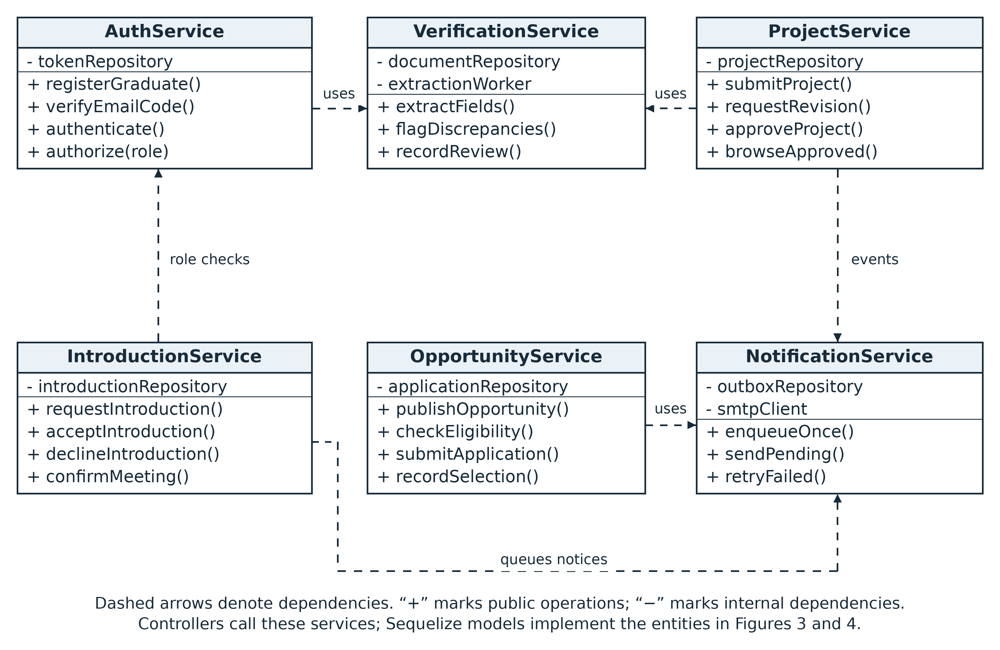 AuthService
- tokenRepository
+ registerGraduate()
+ verifyEmailCode()
+ authenticate()
+ authorize(role)
uses
VerificationService
- documentRepository
- extractionWorker
+ extractFields()
+ flagDiscrepancies()
+ recordReview()
uses
ProjectService
- projectRepository
+ submitProject()
+ requestRevision()
+ approveProject()
+ browseApproved()
role checks
events
IntroductionService
- introductionRepository
+ requestIntroduction()
+ acceptIntroduction()
+ declineIntroduction()
+ confirmMeeting()
OpportunityService
- applicationRepository
+ publishOpportunity()
+ checkEligibility()
+ submitApplication()
+ recordSelection()
uses
NotificationService
- outboxRepository
- smtpClient
+ enqueueOnce()
+ sendPending()
+ retryFailed()
queues notices
Dashed arrows denote dependencies. “+” marks public operations; “−” marks internal dependencies.
Controllers call these services; Sequelize models implement the entities in Figures 3 and 4.